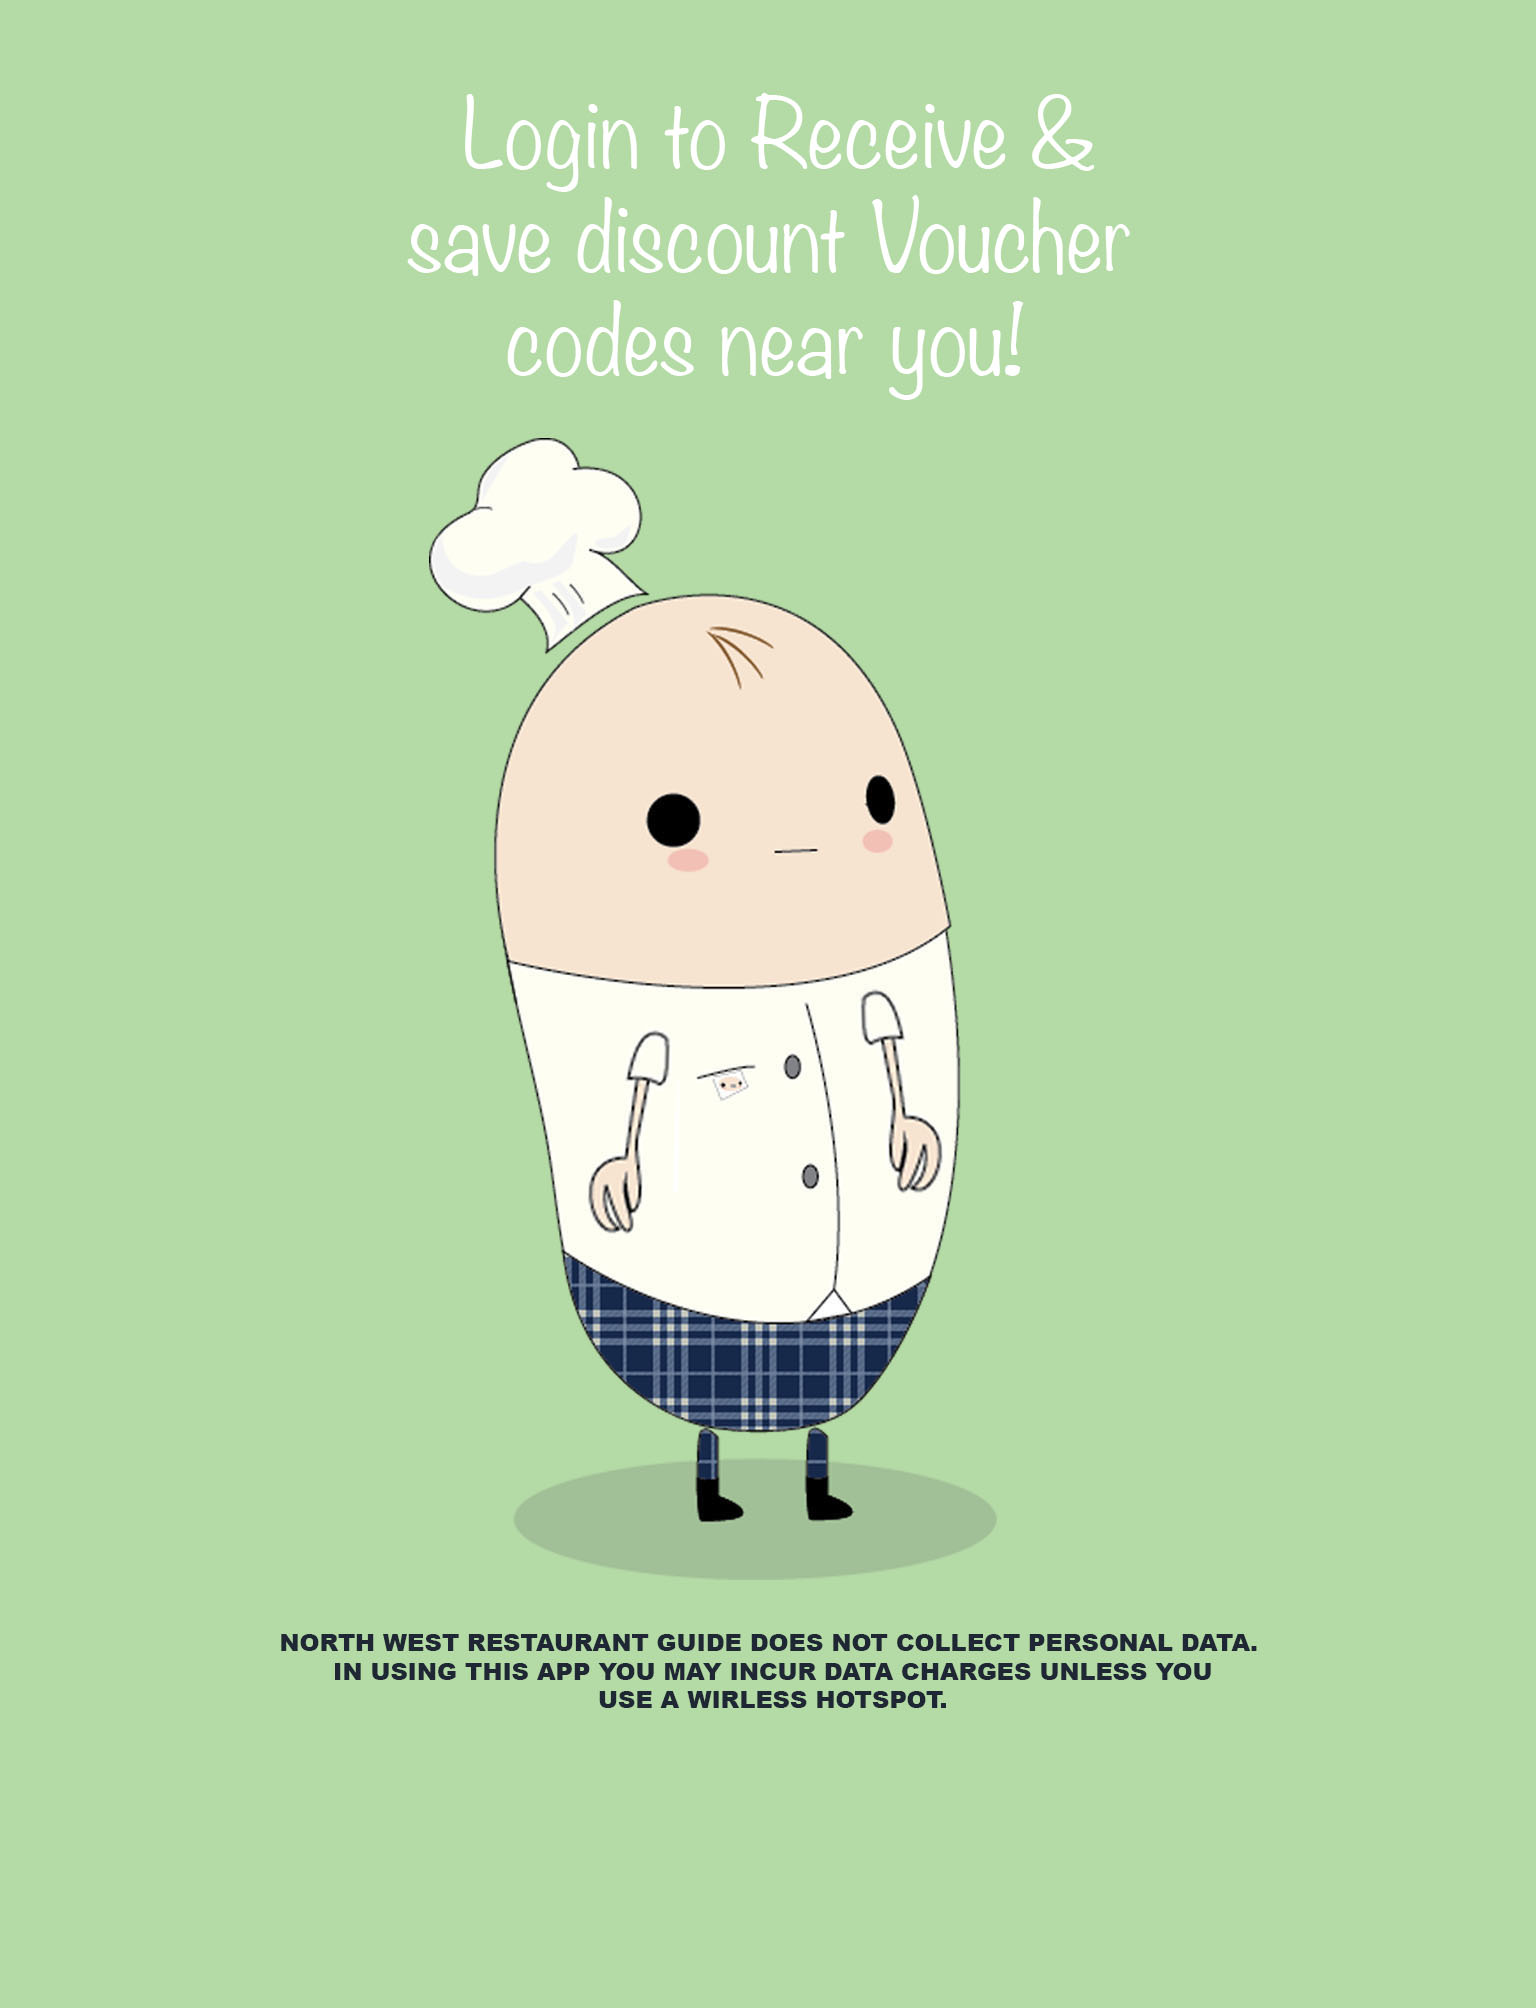 Login to Receive &
save discount Voucher
codes near you!
NORTH WEST RESTAURANT GUIDE DOES NOT COLLECT PERSONAL DATA.
IN USING THIS APP YOU MAY INCUR DATA CHARGES UNLESS YOU
USE A WIRLESS HOTSPOT.